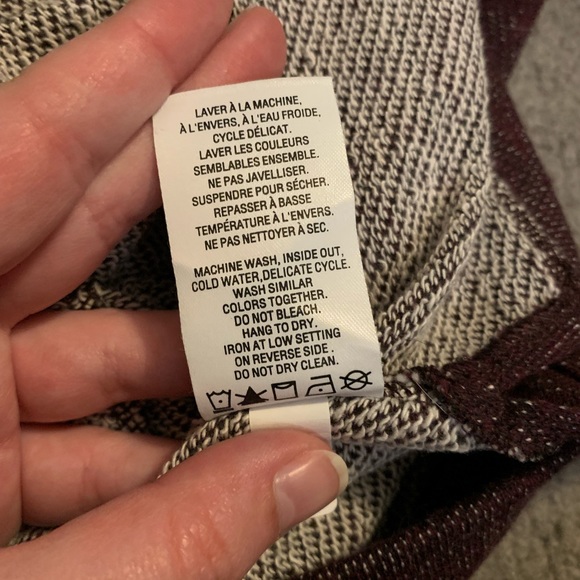 LAVER À LA MACHINE,
À L'ENVERS, À L'EAU FROIDE,
CYCLE DÉLICAT.
LAVER LES COULEURS
SEMBLABLES ENSEMBLE.
NE PAS JAVELLISER.
SUSPENDRE POUR SÉCHER.
REPASSER À BASSE
TEMPÉRATURE À L'ENVERS.
NE PAS NETTOYER À SEC.
MACHINE WASH, INSIDE OUT,
COLD WATER,DELICATE CYCLE.
WASH SIMILAR
COLORS TOGETHER.
DO NOT BLEACH.
HANG TO DRY.
IRON AT LOW SETTING
ON REVERSE SIDE .
DO NOT DRY CLEAN.